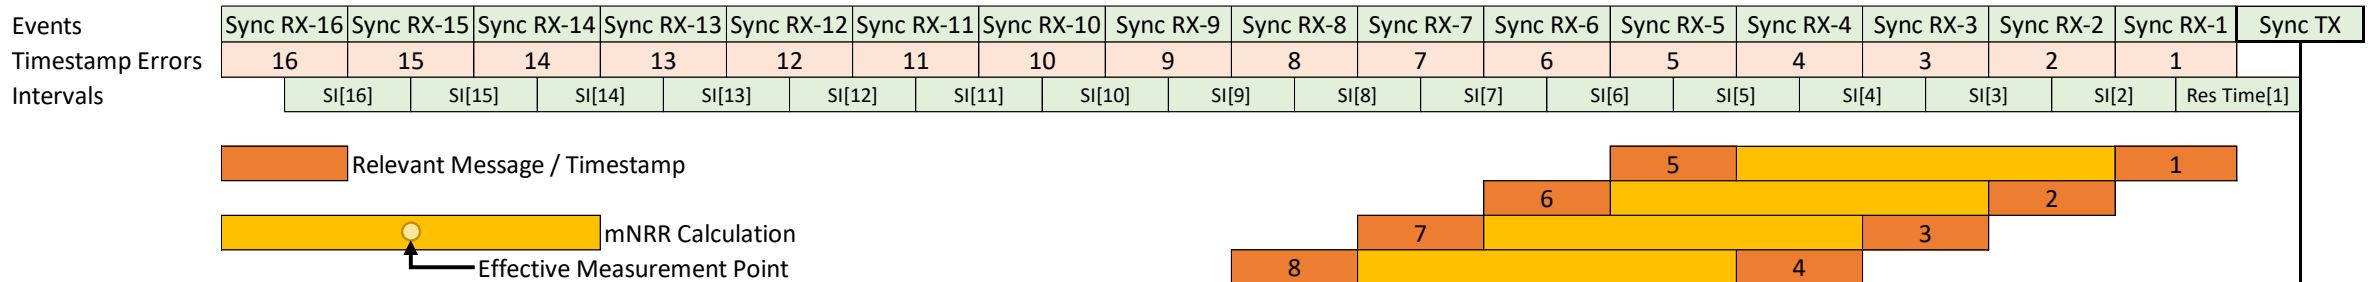 Events Sync RX-16 Sync RX-15 Sync RX-14 Sync RX-13 Sync RX-12 Sync RX-11 Sync RX-10 Sync RX-9 Sync RX-8 Sync RX-7 Sync RX-6 Sync RX-5 Sync RX-4 Sync RX-3 Sync RX-2 Sync RX-1 Sync TX
Timestamp Errors 16 15 14 13 12 11 10 9 8 7 6 5 4 3 2 1
Intervals SI[16] SI[15] SI[14] SI[13] SI[12] SI[11] SI[10] SI[9] SI[8] SI[7] SI[6] SI[5] SI[4] SI[3] SI[2] Res Time[1]
Relevant Message / Timestamp 5 1
6 2
mNRR Calculation 7 3
Effective Measurement Point 8 4